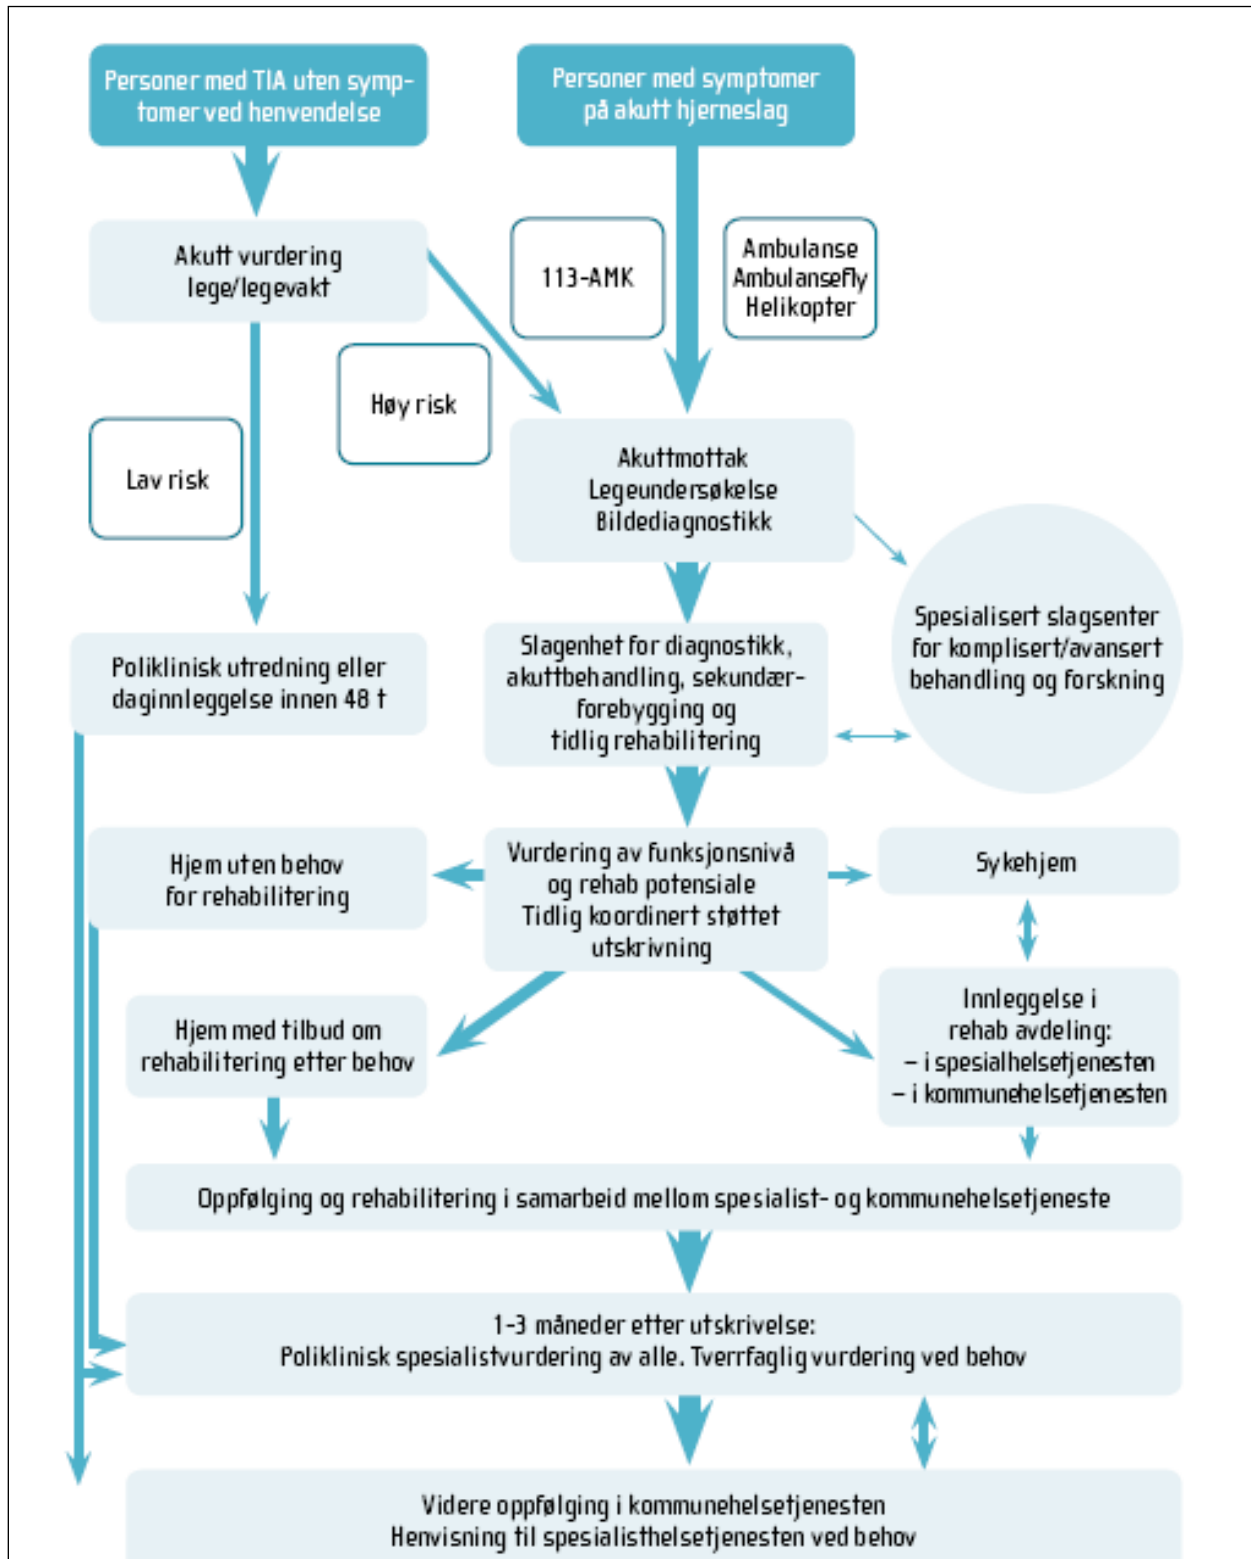 Personer med TIA uten symp-
tomer ved henvendelse
Personer med symptomer
på akutt hjerneslag
Akutt vurdering
lege/legevakt
113-AMK
Ambulanse
Ambulansefly
Helikopter
Høy risk
Lav risk
Akuttmottak
Legeundersøkelse
Bildediagnostikk
Spesialisert slagsenter
for komplisert/avansert
behandling og forskning
Poliklinisk utredning eller
daginnleggelse innen 48 t
Slagenhet for diagnostikk,
akuttbehandling, sekundær-
forebygging og
tidlig rehabilitering
Hjem uten behov
for rehabilitering
Vurdering av funksjonsnivå
og rehab potensiale
Tidlig koordinert støttet
utskrivning
Sykehjem
Hjem med tilbud om
rehabilitering etter behov
Innleggelse i
rehab avdeling:
– i spesialhelsetjenesten
– i kommunehelsetjenesten
Oppfølging og rehabilitering i samarbeid mellom spesialist- og kommunehelsetjeneste
1-3 måneder etter utskrivelse:
Poliklinisk spesialistvurdering av alle. Tverrfaglig vurdering ved behov
Videre oppfølging i kommunehelsetjenesten
Henvisning til spesialisthelsetjenesten ved behov